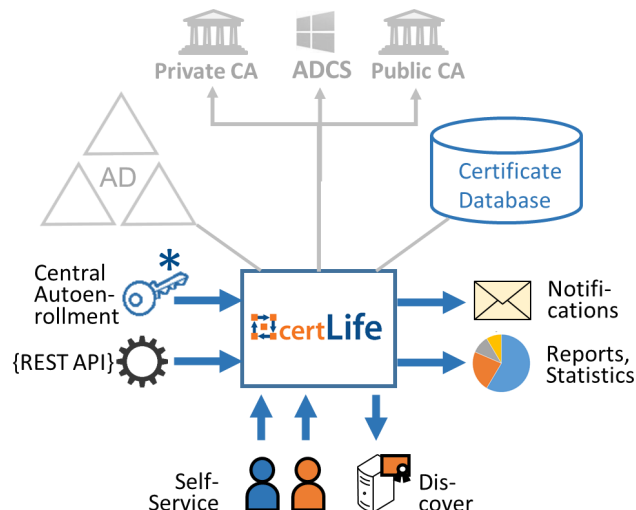 Private CA
ADCS
Public CA
AD
Certificate
Database
Central
Autoen-
rollment
*
certLife
Notifi-
cations
{REST API}
Reports,
Statistics
Self-
Service
Dis-
cover